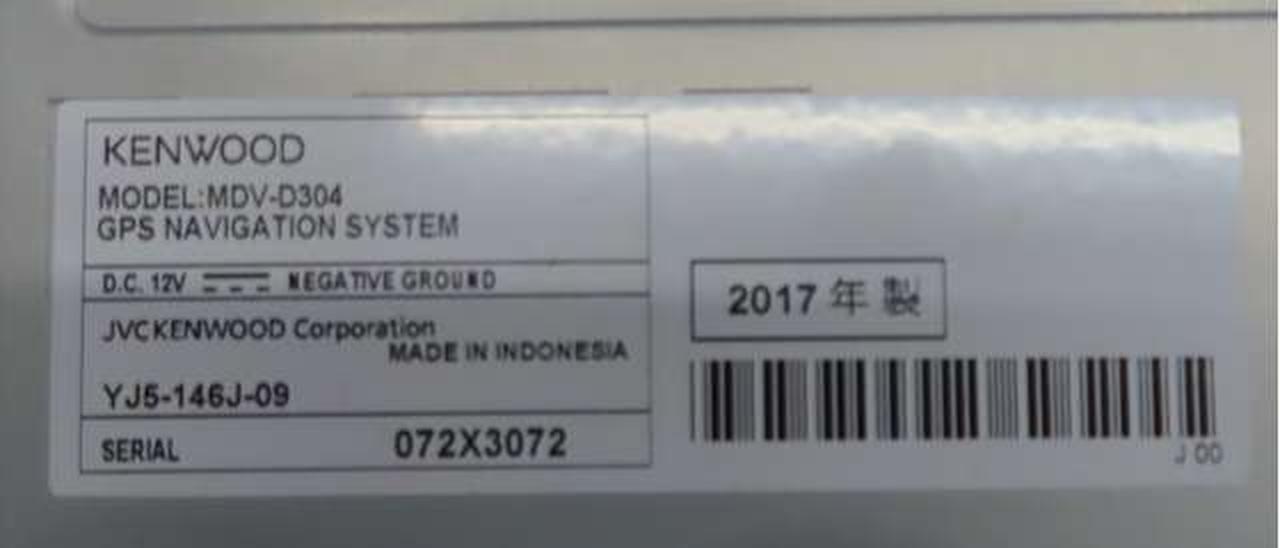 KENWOOD
MODEL:MDV-D304
GPS NAVIGATION SYSTEM
D.C. 12V NEGATIVE GROUND
JVCKENWOOD Corporation
MADE IN INDONESIA
YJ5-146J-09
SERIAL 072X3072
2017 年 製
J 00